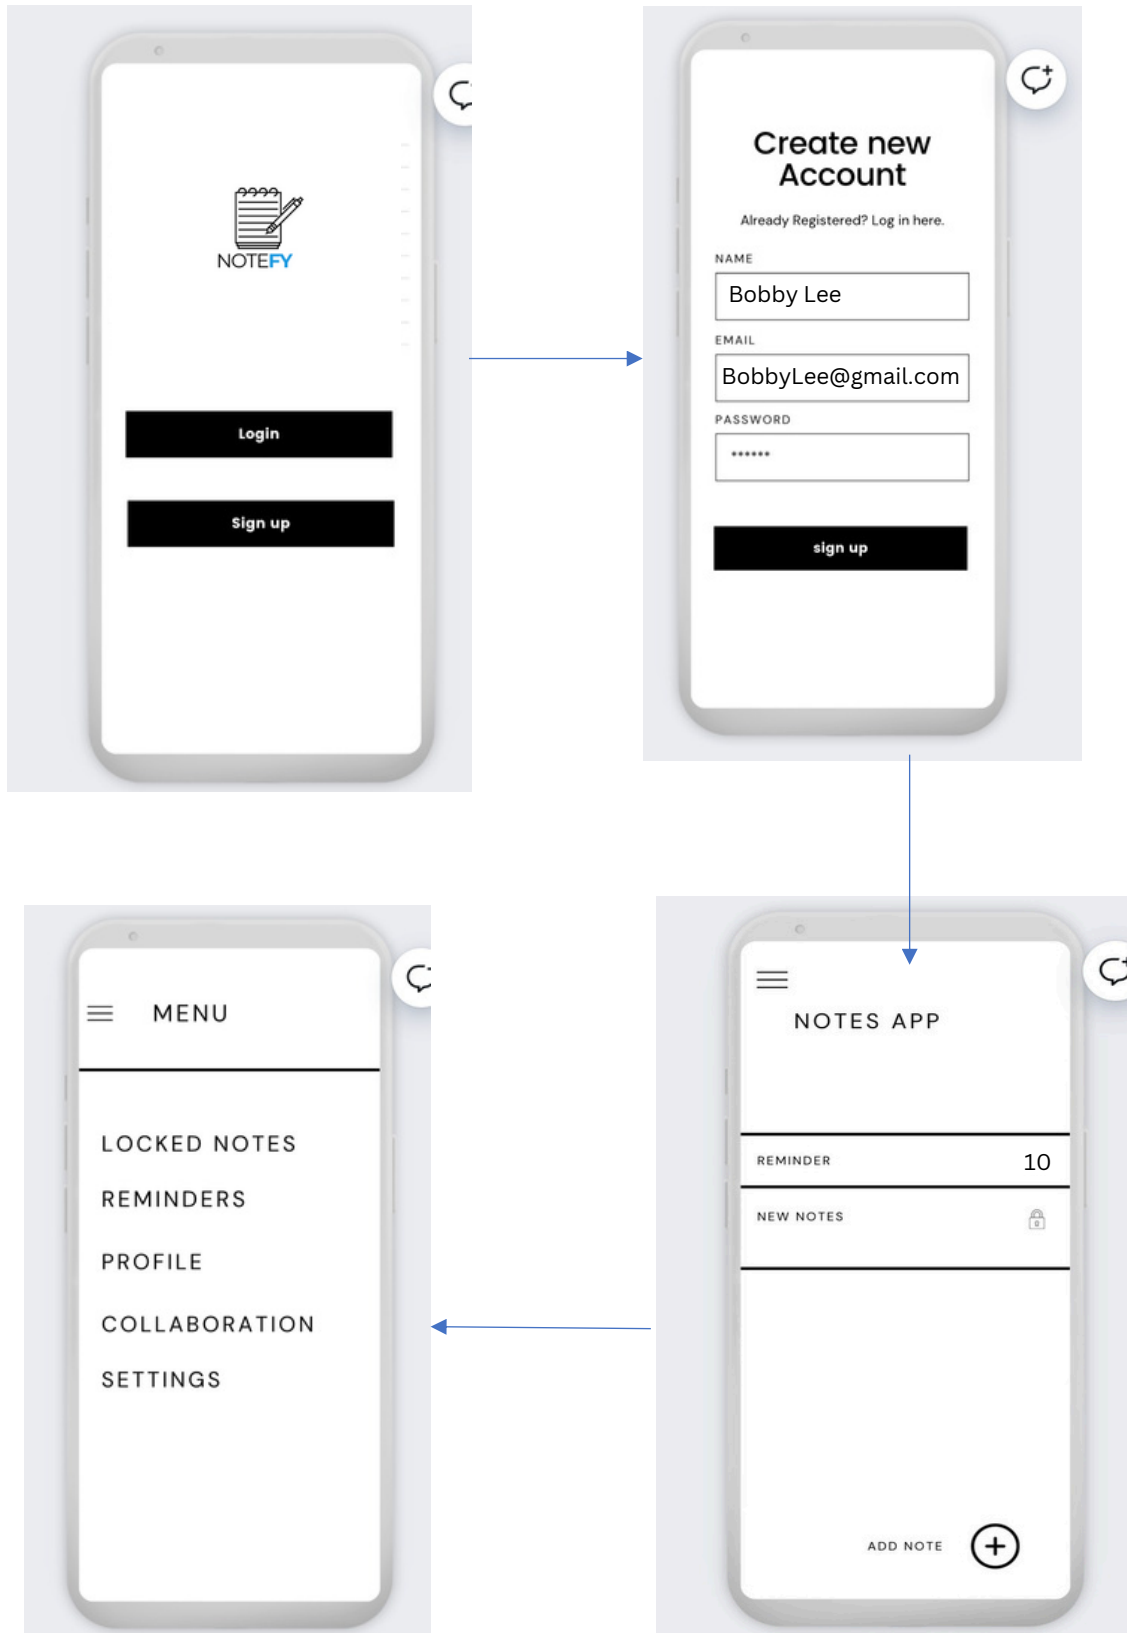 NOTEFY
Login
Sign up
Create new
Account
Already Registered? Log in here.
NAME
Bobby Lee
EMAIL
BobbyLee@gmail.com
PASSWORD
******
sign up
NOTES APP
REMINDER 10
NEW NOTES
ADD NOTE
MENU
LOCKED NOTES
REMINDERS
PROFILE
COLLABORATION
SETTINGS